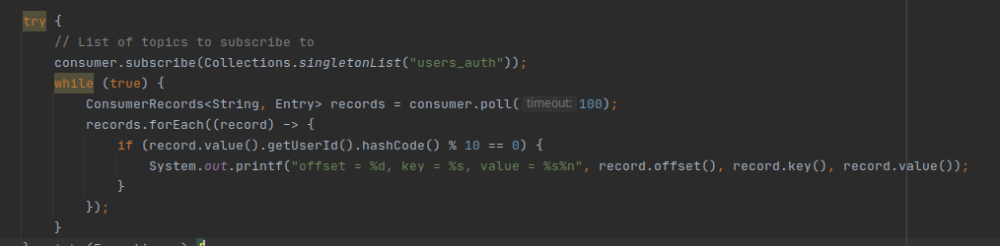 try {
// List of topics to subscribe to
consumer.subscribe(Collections.singletonList("users_auth"));
while (true) {
ConsumerRecords<String, Entry> records = consumer.poll( timeout: 100);
records.forEach((record) -> {
if (record.value().getUserId().hashCode() % 10 == 0) {
System.out.printf("offset = %d, key = %s, value = %s%n", record.offset(), record.key(), record.value());
}
});
}